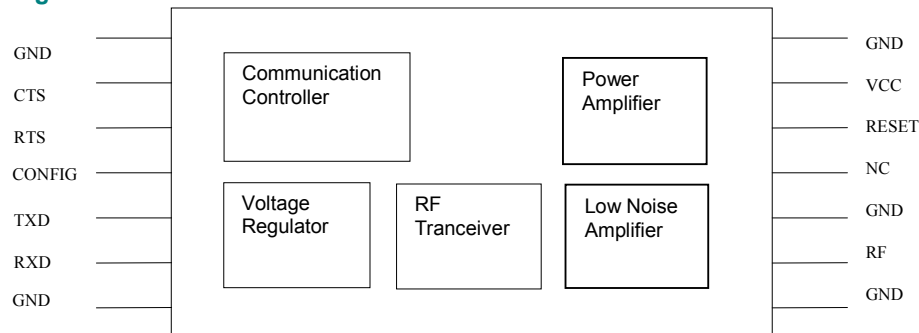 GND
CTS
RTS
CONFIG
TXD
RXD
GND
Communication
Controller
Power
Amplifier
Voltage
Regulator
RF
Tranceiver
Low Noise
Amplifier
GND
VCC
RESET
NC
GND
RF
GND